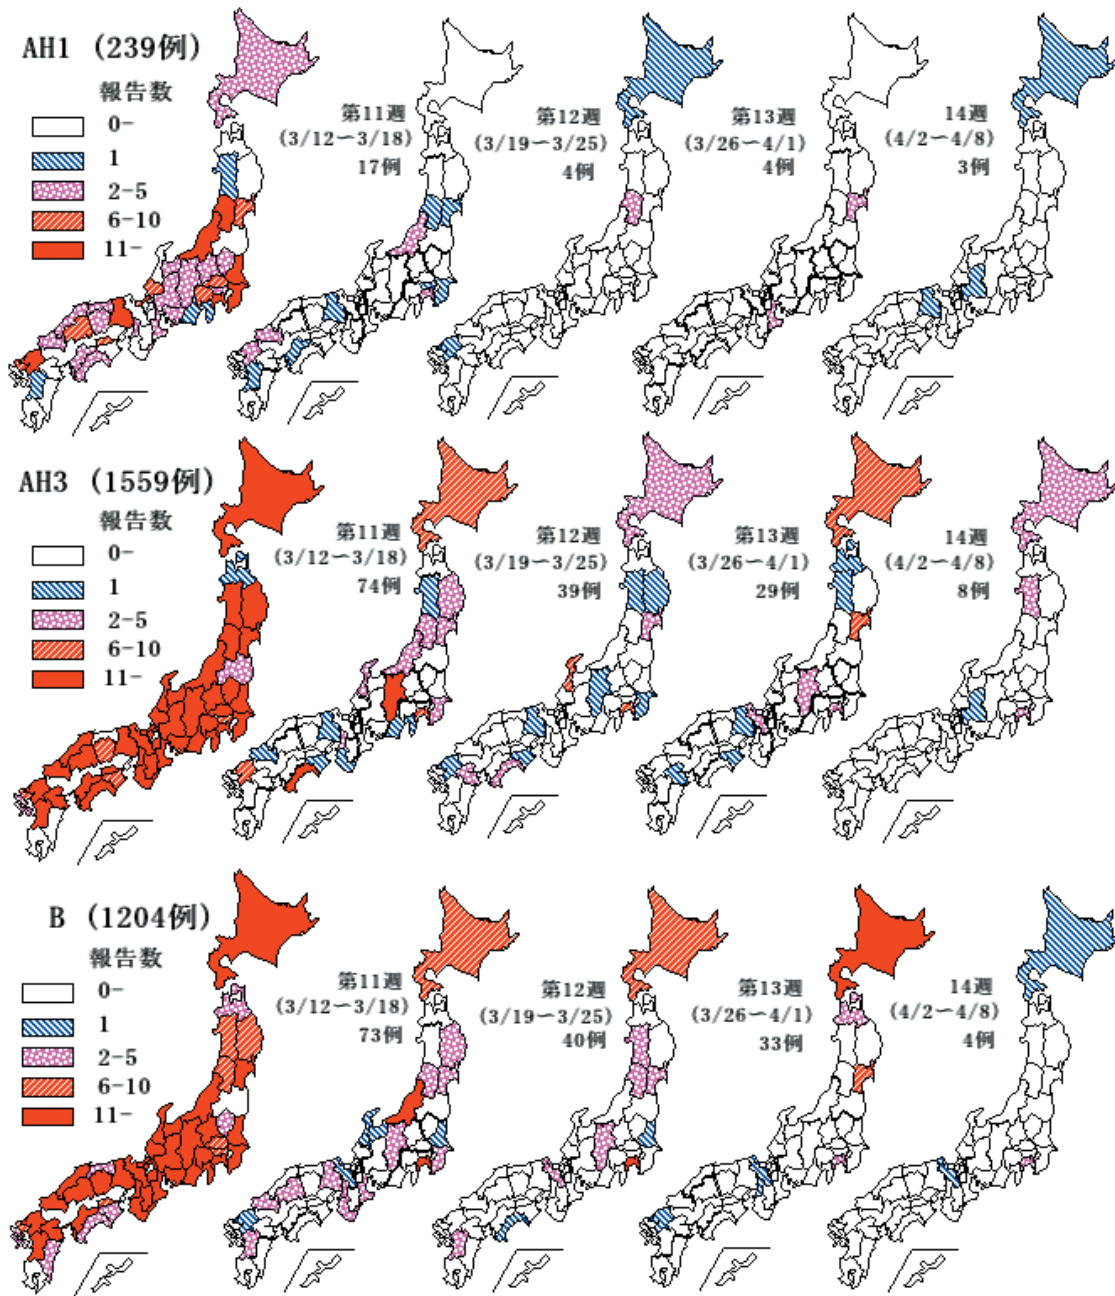 AH1 (239例)
報告数
0-
1
2-5
6-10
11-
第11週
(3/12〜3/18)
17例
第12週
(3/19〜3/25)
4例
第13週
(3/26〜4/1)
4例
14週
(4/2〜4/8)
3例
AH3 (1559例)
報告数
0-
1
2-5
6-10
11-
第11週
(3/12〜3/18)
74例
第12週
(3/19〜3/25)
39例
第13週
(3/26〜4/1)
29例
14週
(4/2〜4/8)
8例
B (1204例)
報告数
0-
1
2-5
6-10
11-
第11週
(3/12〜3/18)
73例
第12週
(3/19〜3/25)
40例
第13週
(3/26〜4/1)
33例
14週
(4/2〜4/8)
4例